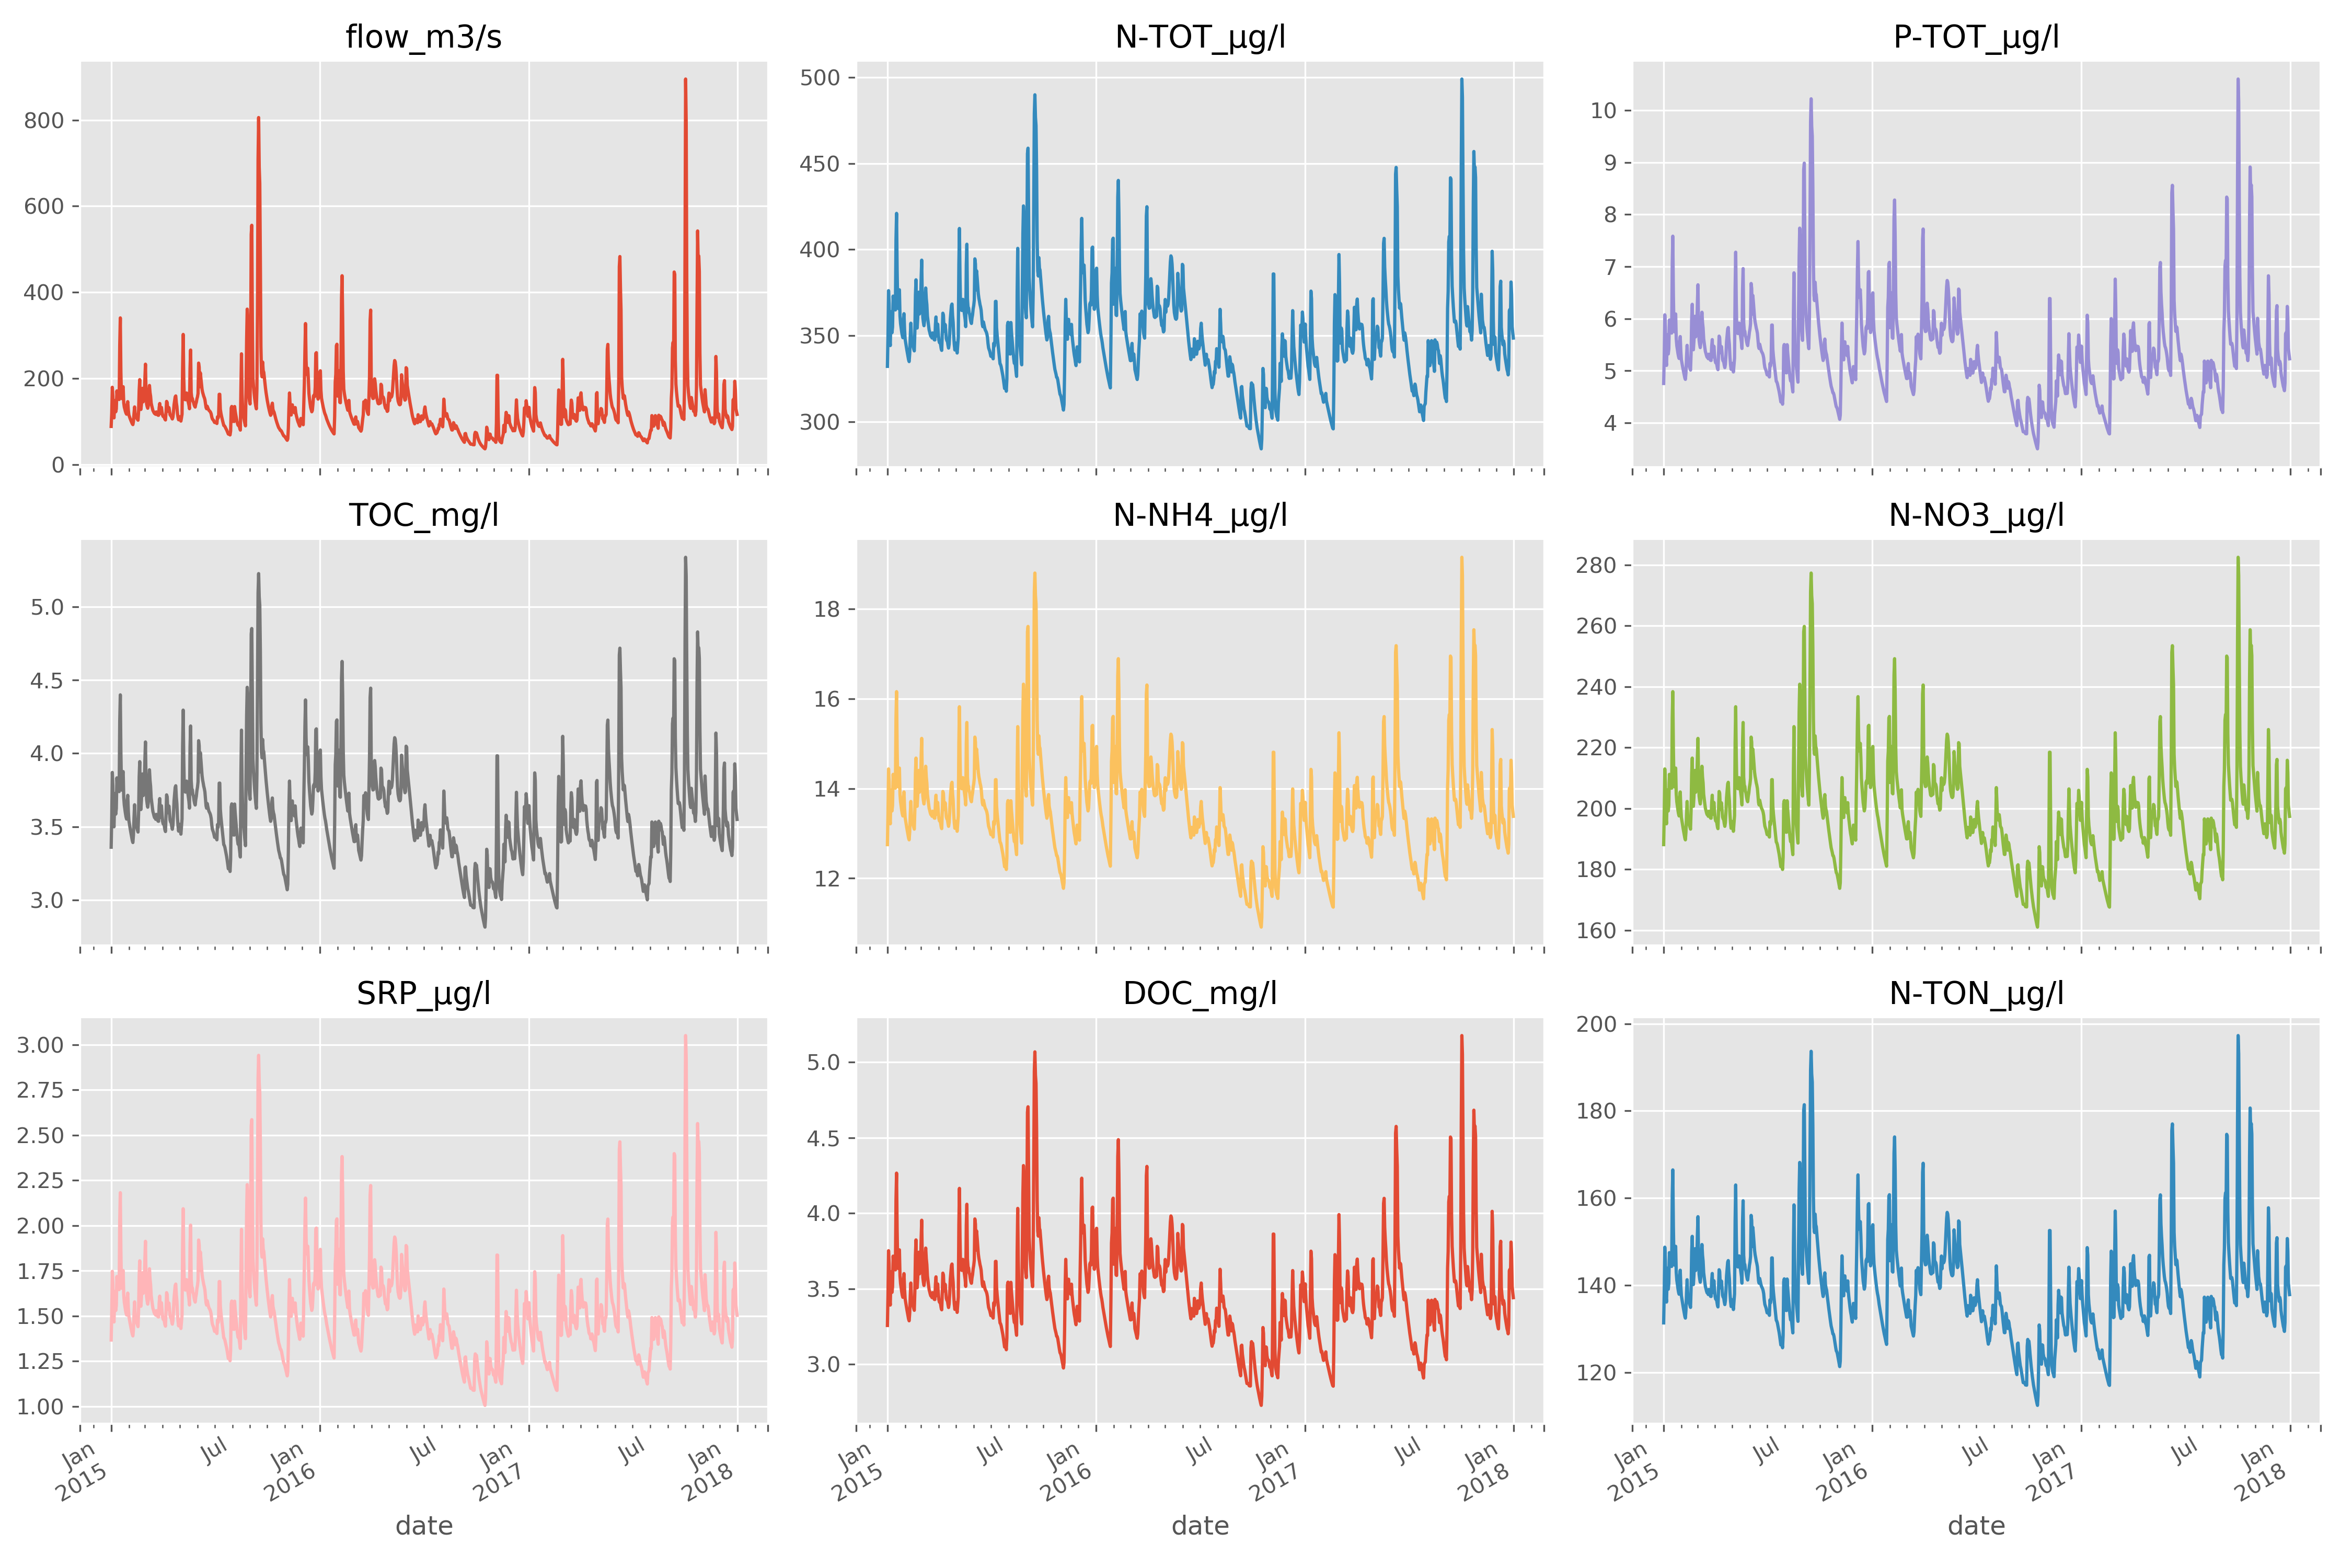 flow_m3/s
800
600
400
200
0
N-TOT_µg/l
500
450
400
350
300
P-TOT_µg/l
10
9
8
7
6
5
4
TOC_mg/l
5.0
4.5
4.0
3.5
3.0
N-NH4_µg/l
18
16
14
12
N-NO3_µg/l
280
260
240
220
200
180
160
SRP_µg/l
3.00
2.75
2.50
2.25
2.00
1.75
1.50
1.25
1.00
Jan
2015
Jul
Jan
2016
Jul
Jan
2017
Jul
Jan
2018
date
DOC_mg/l
5.0
4.5
4.0
3.5
3.0
Jan
2015
Jul
Jan
2016
Jul
Jan
2017
Jul
Jan
2018
date
N-TON_µg/l
200
180
160
140
120
Jan
2015
Jul
Jan
2016
Jul
Jan
2017
Jul
Jan
2018
date